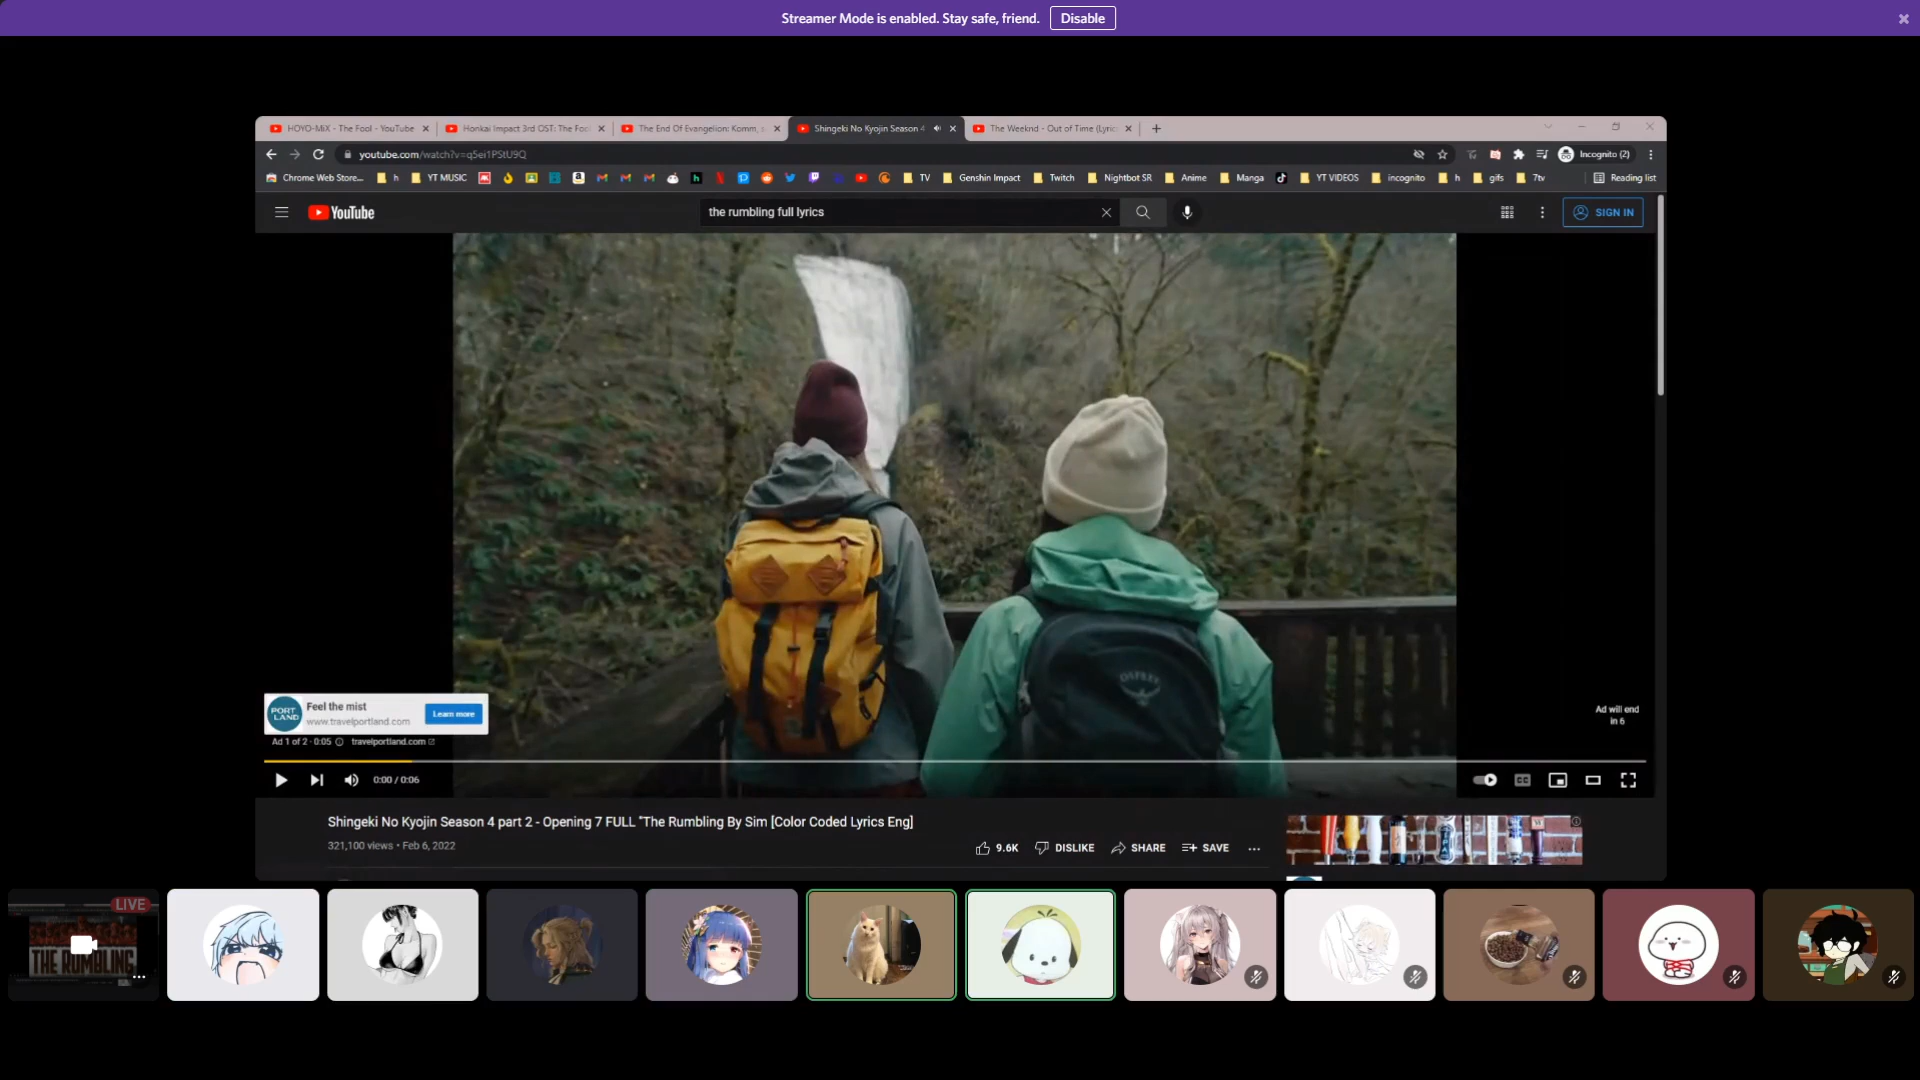 Streamer Mode is enabled. Stay safe, friend. Disable
HOYO-MiX - The Fool - YouTube
Honkai Impact 3rd OST: The Foo
The End Of Evangelion: Komm, s
Shingeki No Kyojin Season 4
The Weeknd - Out of Time (Lyric
youtube.com/watch?v=q5ei1PStU9Q
Incognito (2)
Chrome Web Store... h YT MUSIC TV Genshin Impact Twitch Nightbot SR Anime Manga YT VIDEOS incognito h gifs 7tv Reading list
YouTube
the rumbling full lyrics
SIGN IN
OSPREY
PORTLAND
Feel the mist
www.travelportland.com
Learn more
Ad 1 of 2 · 0:05 travelportland.com
Ad will end
in 6
0:00 / 0:06
CC
Shingeki No Kyojin Season 4 part 2 - Opening 7 FULL "The Rumbling By Sim [Color Coded Lyrics Eng]
321,100 views • Feb 6, 2022
9.6K DISLIKE SHARE SAVE
IPA
LIVE
THE RUMBLING